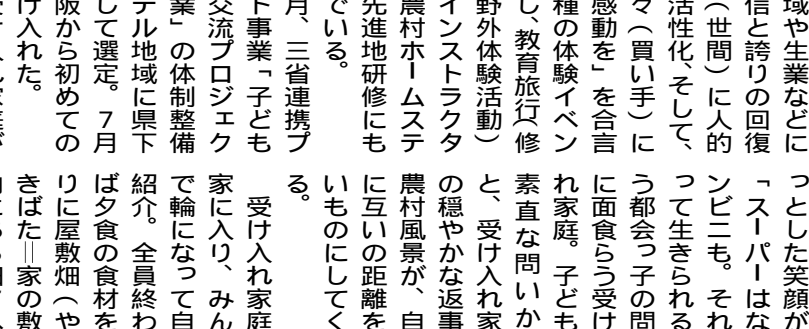 域や生業などに
信と誇りの回復
（世間）に人的
活性化、そして、
々（買い手）に
感動を」を合言
種の体験イベン
し、教育旅行（修
野外体験活動）
インストラクタ
農村ホームステ
先進地研修にも
でいる。
月、三省連携プ
ト事業「子ども
交流プロジェク
業」の体制整備
テル地域に県下
して選定。7月
阪から初めての
け入れた。
っとした笑顔が
「スーパーはな
ンビニも。それ
って生きられる
う都会っ子の問
に面食らう受け
れ家庭。子ども
素直な問いか
と、受け入れ家
の穏やかな返事
農村風景が、自
に互いの距離を
いものにしてく
る。
受け入れ家庭
家に入り、みん
で輪になって自
紹介。全員終わ
ば夕食の食材を
りに屋敷畑（や
きばた＝家の敷